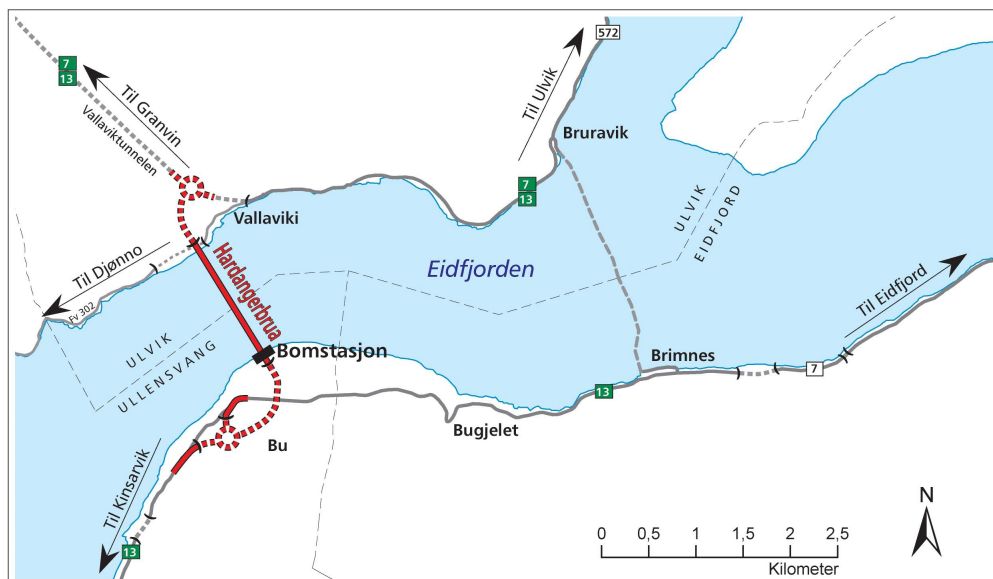 572
7
13
Til Granvin
Vallaviktunnelen
Til Ulvik
Bruravik
7
13
ULVIK
EIDFJORD
Vallaviki
Til Djønno
Fv 302
Hardangerbrua
Eidfjorden
Til Eidfjord
ULVIK
ULLENSVANG
Bomstasjon
Brimnes
7
13
Bugjelet
Bu
Til Kinsarvik
13
N
0 0,5 1 1,5 2 2,5
Kilometer